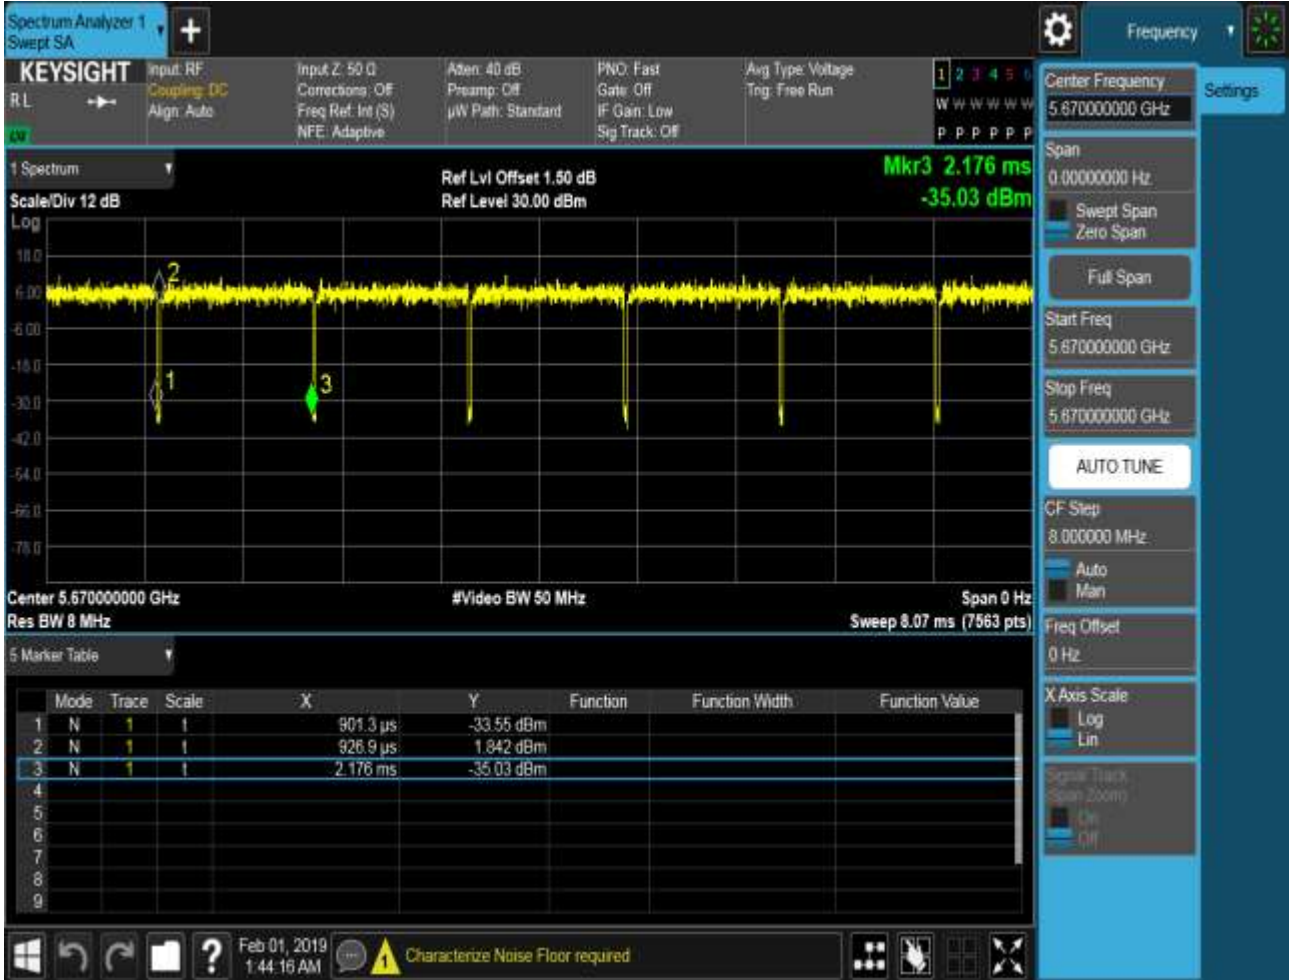 Spectrum Analyzer 1
Swept SA
+
Frequency
KEYSIGHT
RL
Input: RF
Coupling: DC
Align: Auto
Input Z: 50 Ω
Corrections: Off
Freq Ref: Int (S)
NFE: Adaptive
Atten: 40 dB
Preamp: Off
µW Path: Standard
PNO: Fast
Gate: Off
IF Gain: Low
Sig Track: Off
Avg Type: Voltage
Trig: Free Run
1 2 3 4 5 6
W W W W W W
P P P P P P
1 Spectrum
Scale/Div 12 dB
Ref Lvl Offset 1.50 dB
Ref Level 30.00 dBm
Mkr3 2.176 ms
-35.03 dBm
Log
18.0
6.00
-6.00
-18.0
-30.0
-42.0
-54.0
-66.0
-78.0
2
1
3
Center 5.670000000 GHz
Res BW 8 MHz
#Video BW 50 MHz
Span 0 Hz
Sweep 8.07 ms (7563 pts)
5 Marker Table
Mode Trace Scale X Y Function Function Width Function Value
1 N 1 t 901.3 µs -33.55 dBm
2 N 1 t 926.9 µs 1.842 dBm
3 N 1 t 2.176 ms -35.03 dBm
4
5
6
7
8
9
Center Frequency
5.670000000 GHz
Settings
Span
0.00000000 Hz
Swept Span
Zero Span
Full Span
Start Freq
5.670000000 GHz
Stop Freq
5.670000000 GHz
AUTO TUNE
CF Step
8.000000 MHz
Auto
Man
Freq Offset
0 Hz
X Axis Scale
Log
Lin
Signal Track
(Span Zoom)
On
Off
?
Feb 01, 2019
1:44:16 AM
1
Characterize Noise Floor required